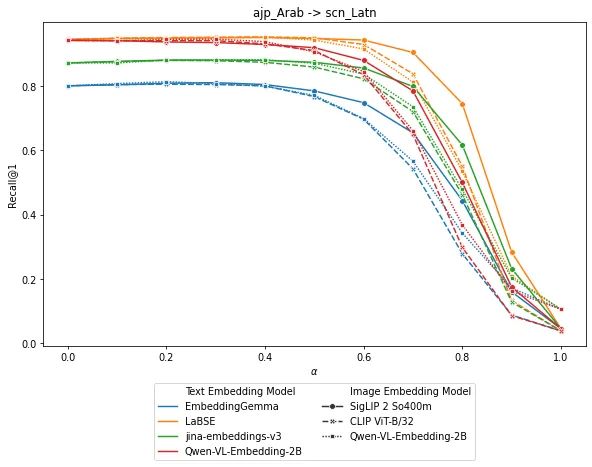 ajp_Arab -> scn_Latn
Recall@1
0.8
0.6
0.4
0.2
0.0
0.0 0.2 0.4 0.6 0.8 1.0
α
Text Embedding Model
EmbeddingGemma
LaBSE
jina-embeddings-v3
Qwen-VL-Embedding-2B
Image Embedding Model
SigLIP 2 So400m
CLIP ViT-B/32
Qwen-VL-Embedding-2B